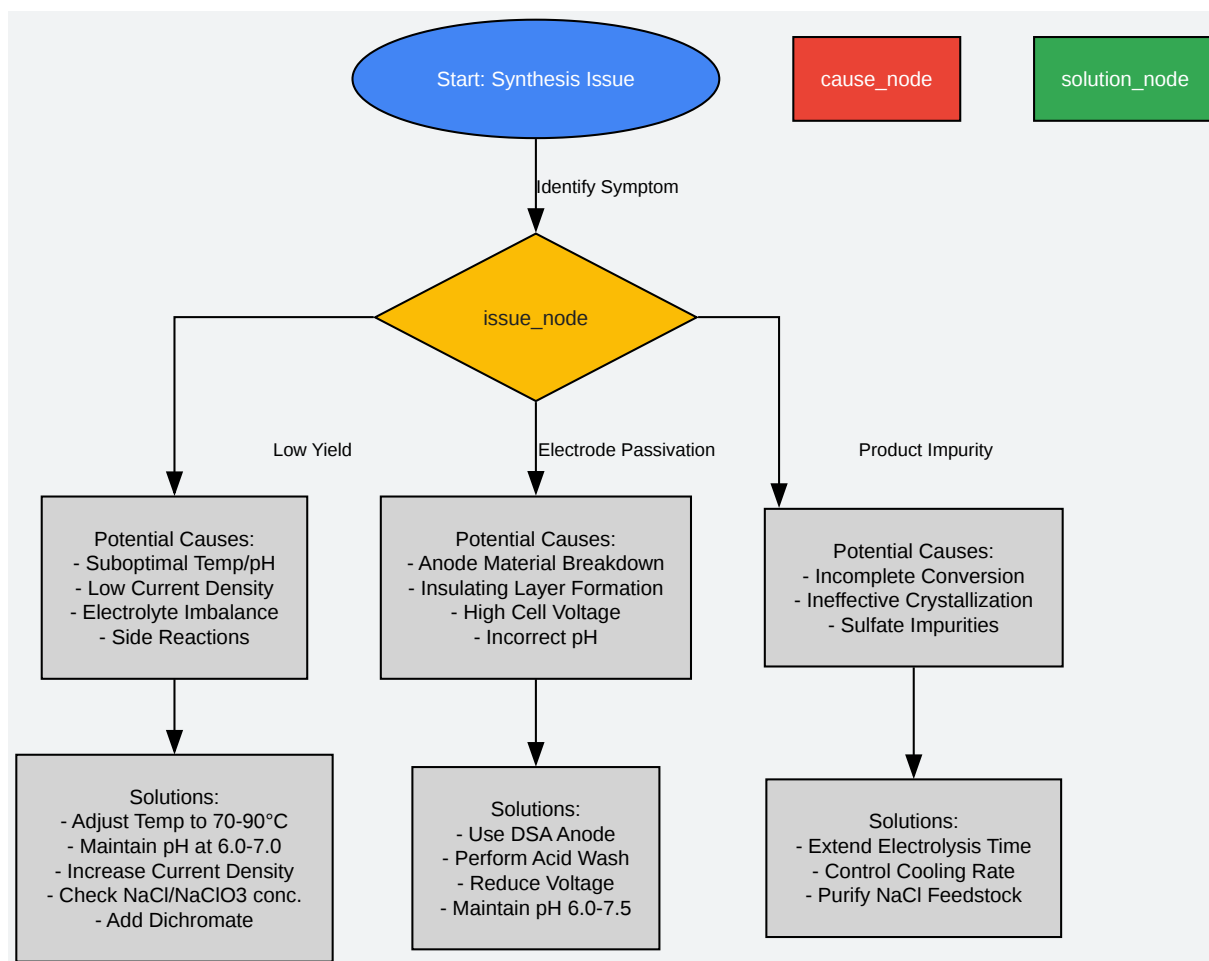 Start: Synthesis Issue
cause_node
solution_node
Identify Symptom
issue_node
Low Yield
Electrode Passivation
Product Impurity
Potential Causes:
- Suboptimal Temp/pH
- Low Current Density
- Electrolyte Imbalance
- Side Reactions
Potential Causes:
- Anode Material Breakdown
- Insulating Layer Formation
- High Cell Voltage
- Incorrect pH
Potential Causes:
- Incomplete Conversion
- Ineffective Crystallization
- Sulfate Impurities
Solutions:
- Adjust Temp to 70-90°C
- Maintain pH at 6.0-7.0
- Increase Current Density
- Check NaCl/NaClO3 conc.
- Add Dichromate
Solutions:
- Use DSA Anode
- Perform Acid Wash
- Reduce Voltage
- Maintain pH 6.0-7.5
Solutions:
- Extend Electrolysis Time
- Control Cooling Rate
- Purify NaCl Feedstock